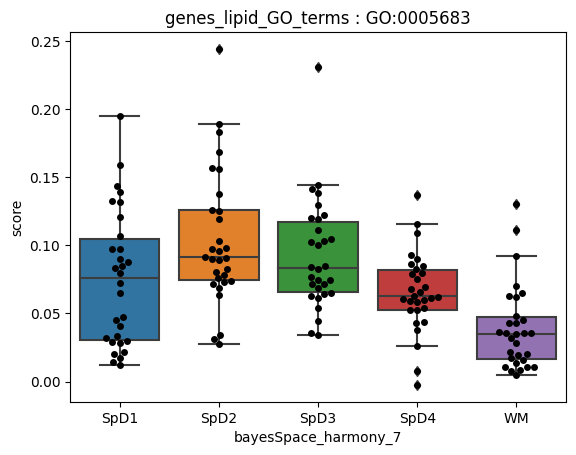 genes_lipid_GO_terms : GO:0005683
0.25
0.20
0.15
0.10
0.05
0.00
score
SpD1 SpD2 SpD3 SpD4 WM
bayesSpace_harmony_7